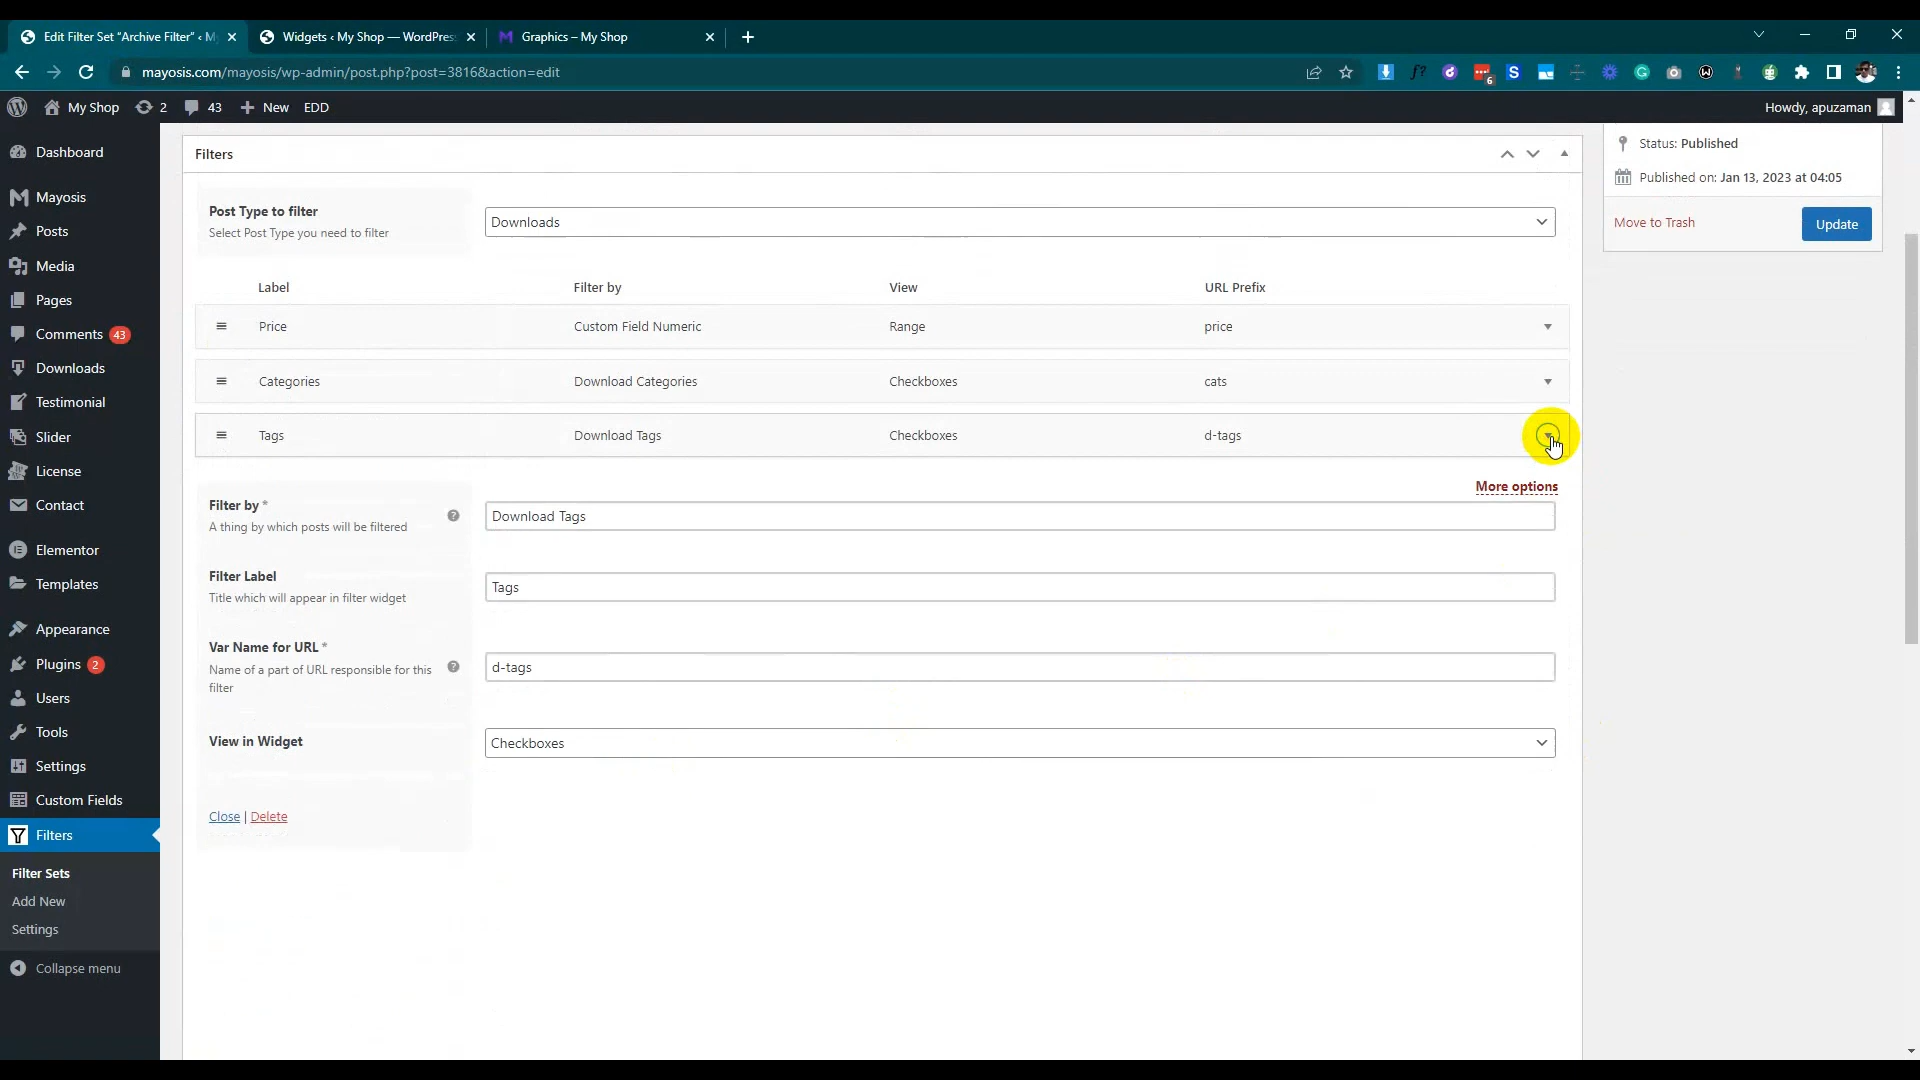 Edit Filter Set “Archive Filter” ‹ M
Widgets ‹ My Shop — WordPres
Graphics – My Shop
mayosis.com/mayosis/wp-admin/post.php?post=3816&action=edit
6
My Shop
2
43
New
EDD
Howdy, apuzaman
Dashboard
Mayosis
Posts
Media
Pages
Comments 43
Downloads
Testimonial
Slider
License
Contact
Elementor
Templates
Appearance
Plugins 2
Users
Tools
Settings
Custom Fields
Filters
Filter Sets
Add New
Settings
Collapse menu
Filters
Post Type to filter
Select Post Type you need to filter
Downloads
Label Filter by View URL Prefix
Price Custom Field Numeric Range price
Categories Download Categories Checkboxes cats
Tags Download Tags Checkboxes d-tags
More options
Filter by *
A thing by which posts will be filtered
Download Tags
Filter Label
Title which will appear in filter widget
Tags
Var Name for URL *
Name of a part of URL responsible for this
filter
d-tags
View in Widget
Checkboxes
Close | Delete
Status: Published
Published on: Jan 13, 2023 at 04:05
Move to Trash
Update